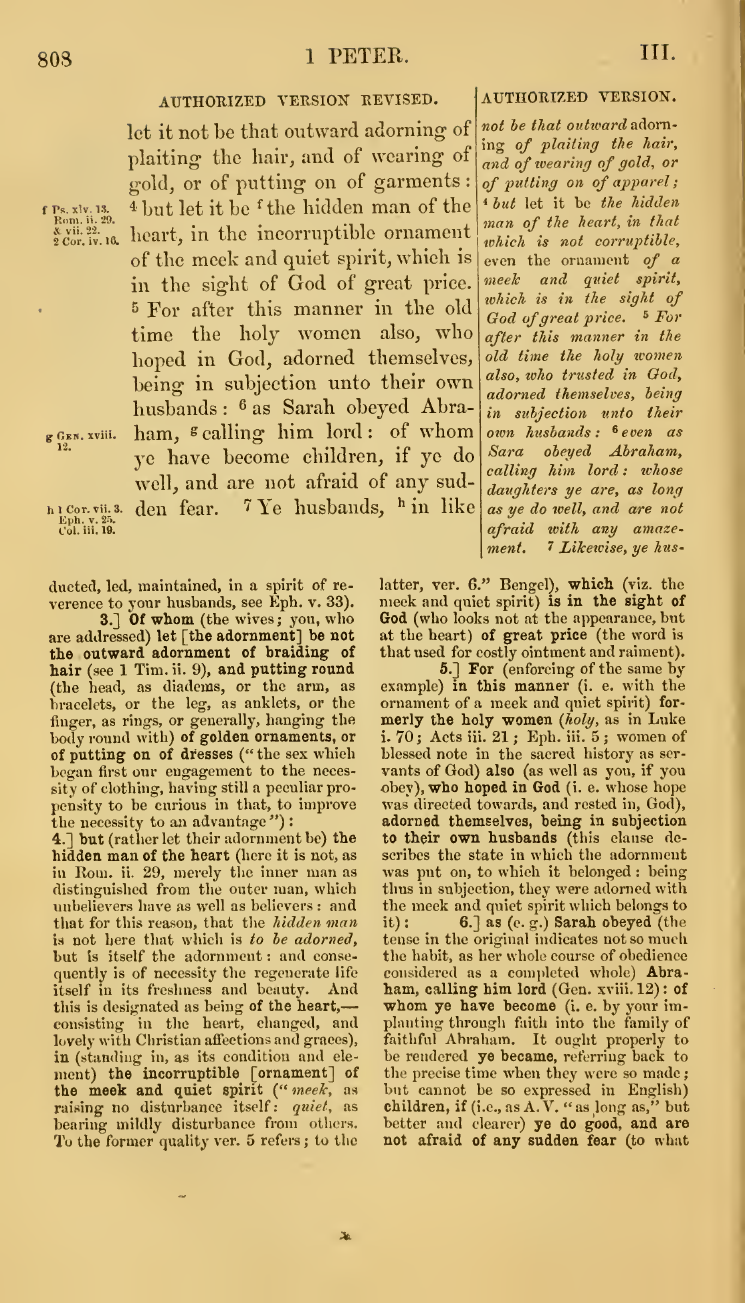 808
1 PETER.
III.
AUTHORIZED VERSION REVISED.
let it not be that outward adorning of
plaiting the hair, and of wearing of
gold, or of putting on of garments :
4 but let it be f the hidden man of the
heart, in the incorruptible ornament
of the meek and quiet spirit, which is
in the sight of God of great price.
5 For after this manner in the old
time the holy women also, who
hoped in God, adorned themselves,
being in subjection unto their own
husbands : 6 as Sarah obeyed Abra-
ham, g calling him lord : of whom
ye have become children, if ye do
well, and are not afraid of any sud-
den fear. 7 Ye husbands, h in like
f Ps. xlv. 13.
Rom. ii. 29.
& vii. 22.
2 Cor. iv. 16.
g GEN. xviii.
12.
h 1 Cor. vii. 3.
Eph. v. 25.
Col. iii. 19.
AUTHORIZED VERSION.
not be that outward adorn-
ing of plaiting the hair,
and of wearing of gold, or
of putting on of apparel ;
4 but let it be the hidden
man of the heart, in that
which is not corruptible,
even the ornament of a
meek and quiet spirit,
which is in the sight of
God of great price. 5 For
after this manner in the
old time the holy women
also, who trusted in God,
adorned themselves, being
in subjection unto their
own husbands : 6 even as
Sara obeyed Abraham,
calling him lord : whose
daughters ye are, as long
as ye do well, and are not
afraid with any amaze-
ment. 7 Likewise, ye hus-
ducted, led, maintained, in a spirit of re-
verence to your husbands, see Eph. v. 33).
3.] Of whom (the wives; you, who
are addressed) let [the adornment] be not
the outward adornment of braiding of
hair (see 1 Tim. ii. 9), and putting round
(the head, as diadems, or the arm, as
bracelets, or the leg, as anklets, or the
finger, as rings, or generally, hanging the
body round with) of golden ornaments, or
of putting on of dresses (“ the sex which
began first our engagement to the neces-
sity of clothing, having still a peculiar pro-
pensity to be curious in that, to improve
the necessity to an advantage ”) :
4.] but (rather let their adornment be) the
hidden man of the heart (here it is not, as
in Rom. ii. 29, merely the inner man as
distinguished from the outer man, which
unbelievers have as well as believers : and
that for this reason, that the hidden man
is not here that which is to be adorned,
but is itself the adornment : and conse-
quently is of necessity the regenerate life
itself in its freshness and beauty. And
this is designated as being of the heart,—
consisting in the heart, changed, and
lovely with Christian affections and graces),
in (standing in, as its condition and ele-
ment) the incorruptible [ornament] of
the meek and quiet spirit (“ meek, as
raising no disturbance itself : quiet, as
bearing mildly disturbance from others.
To the former quality ver. 5 refers ; to the
latter, ver. 6.” Bengel), which (viz. the
meek and quiet spirit) is in the sight of
God (who looks not at the appearance, but
at the heart) of great price (the word is
that used for costly ointment and raiment).
5.] For (enforcing of the same by
example) in this manner (i. e. with the
ornament of a meek and quiet spirit) for-
merly the holy women (holy, as in Luke
i. 70 ; Acts iii. 21 ; Eph. iii. 5 ; women of
blessed note in the sacred history as ser-
vants of God) also (as well as you, if you
obey), who hoped in God (i. e. whose hope
was directed towards, and rested in, God),
adorned themselves, being in subjection
to their own husbands (this clause de-
scribes the state in which the adornment
was put on, to which it belonged : being
thus in subjection, they were adorned with
the meek and quiet spirit which belongs to
it) : 6.] as (e. g.) Sarah obeyed (the
tense in the original indicates not so much
the habit, as her whole course of obedience
considered as a completed whole) Abra-
ham, calling him lord (Gen. xviii. 12) : of
whom ye have become (i. e. by your im-
planting through faith into the family of
faithful Abraham. It ought properly to
be rendered ye became, referring back to
the precise time when they were so made ;
but cannot be so expressed in English)
children, if (i.e., as A. V. “ as long as,” but
better and clearer) ye do good, and are
not afraid of any sudden fear (to what